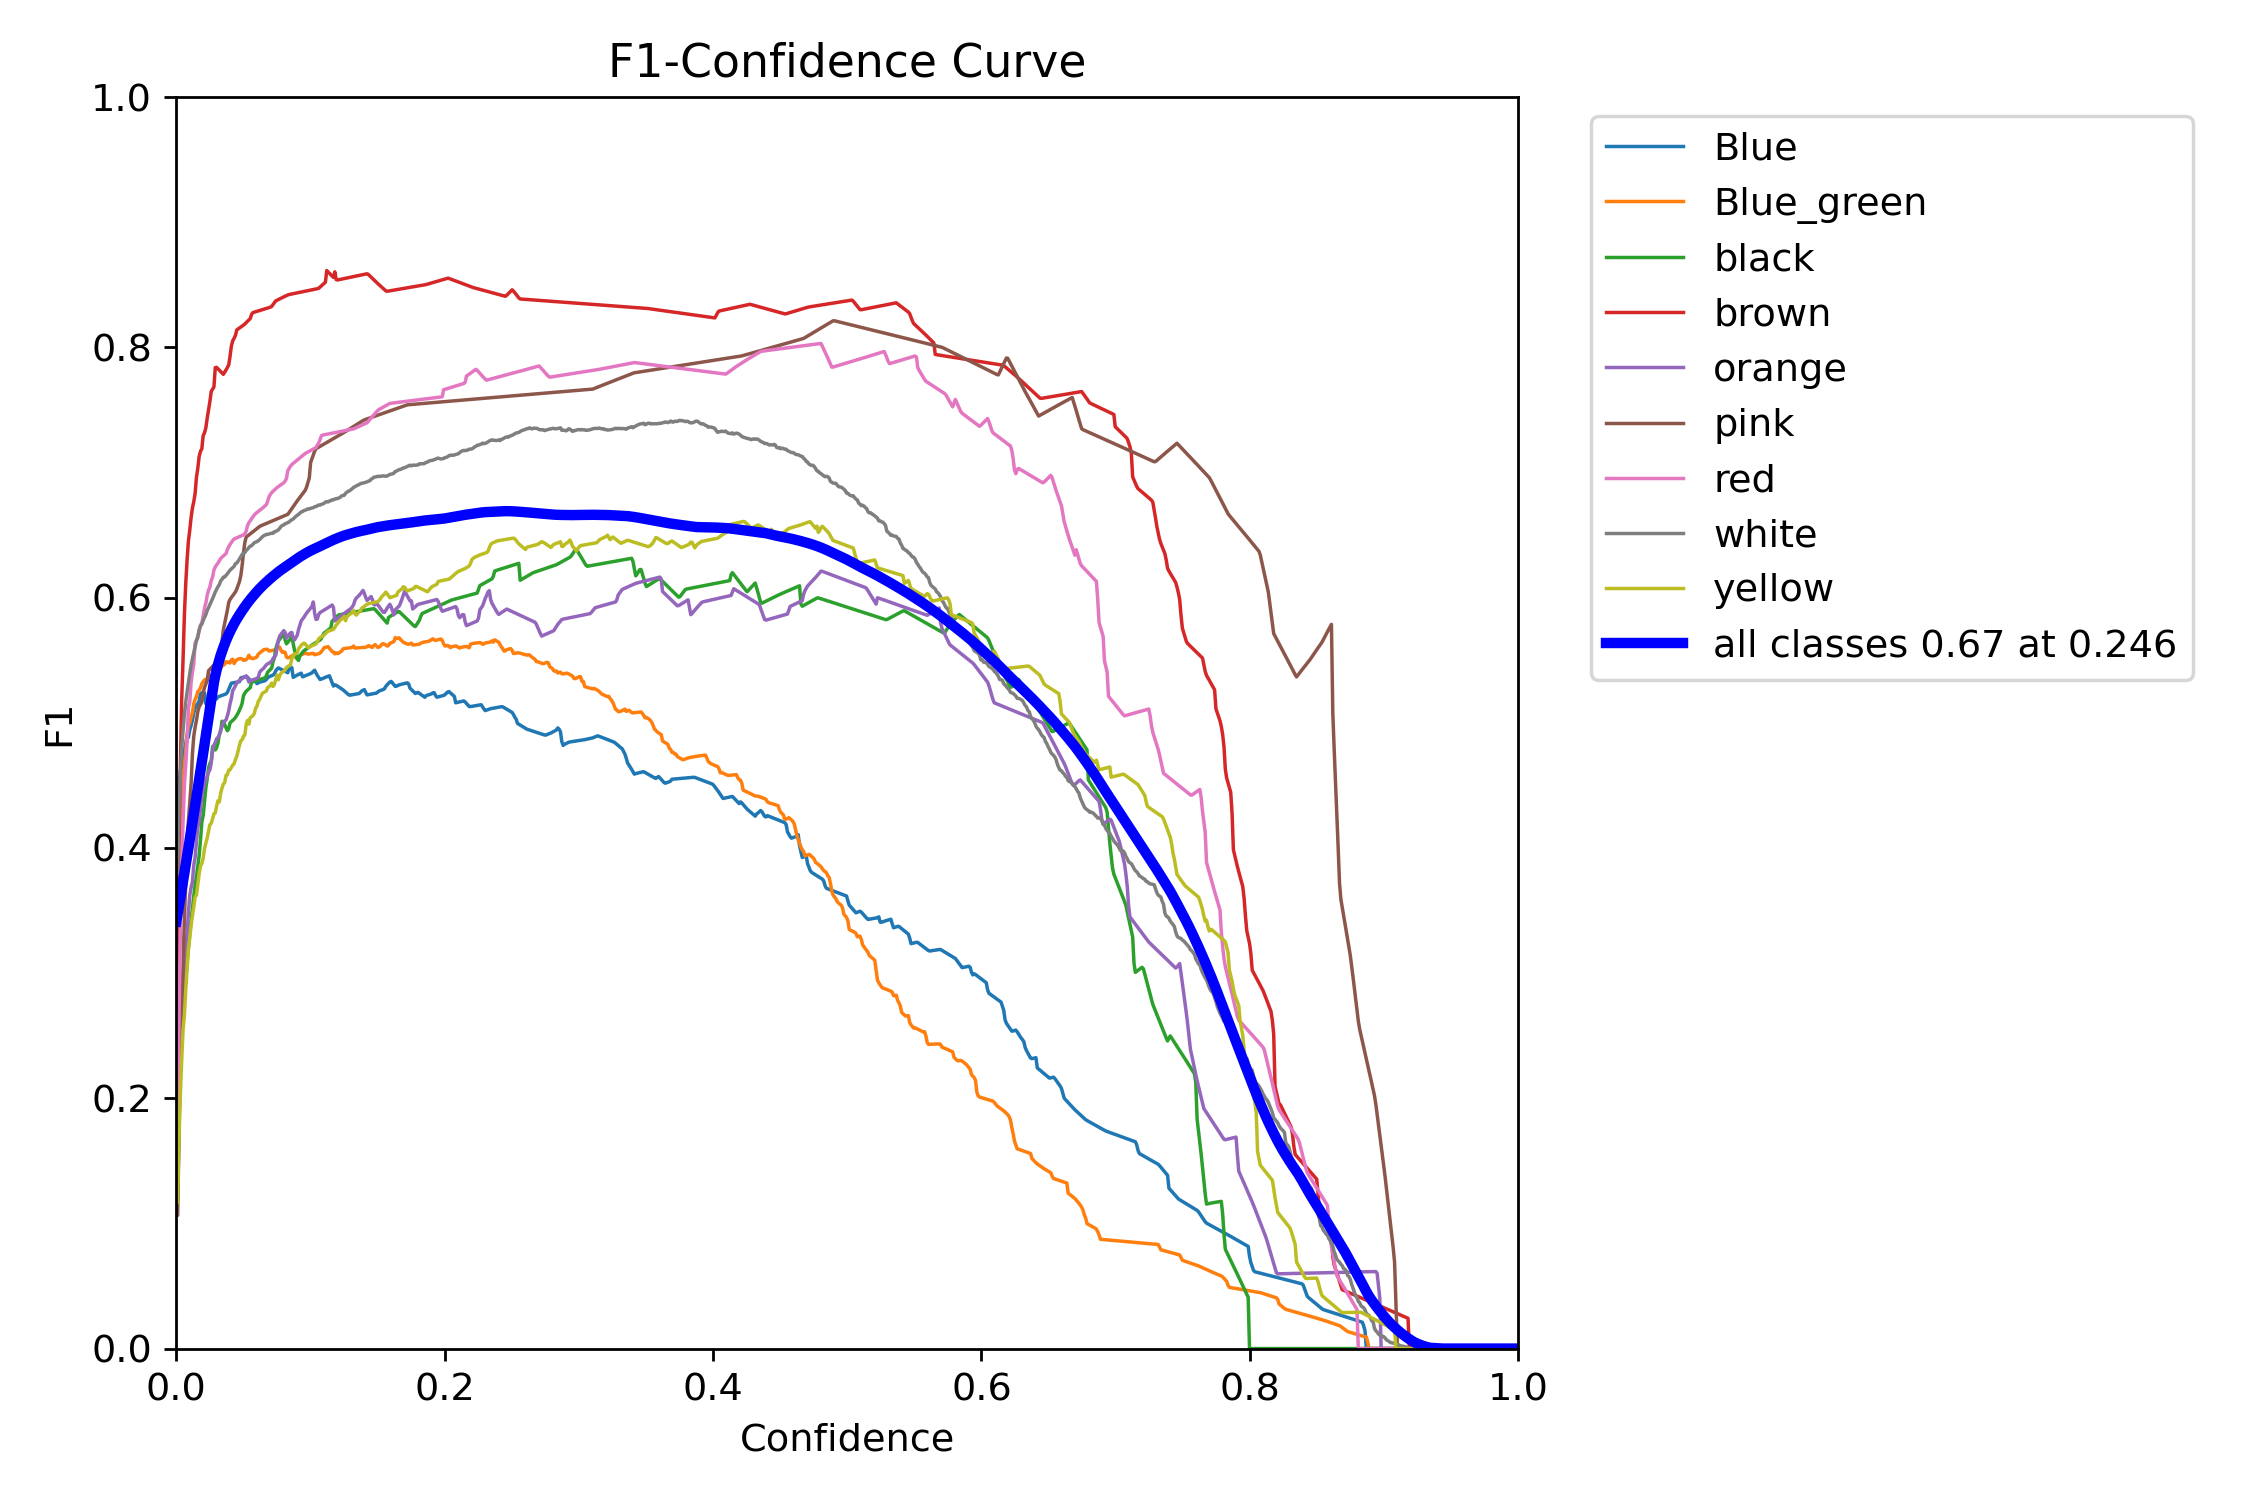 F1-Confidence Curve
1.0
0.8
0.6
0.4
0.2
0.0
F1
0.0 0.2 0.4 0.6 0.8 1.0
Confidence
Blue
Blue_green
black
brown
orange
pink
red
white
yellow
all classes 0.67 at 0.246